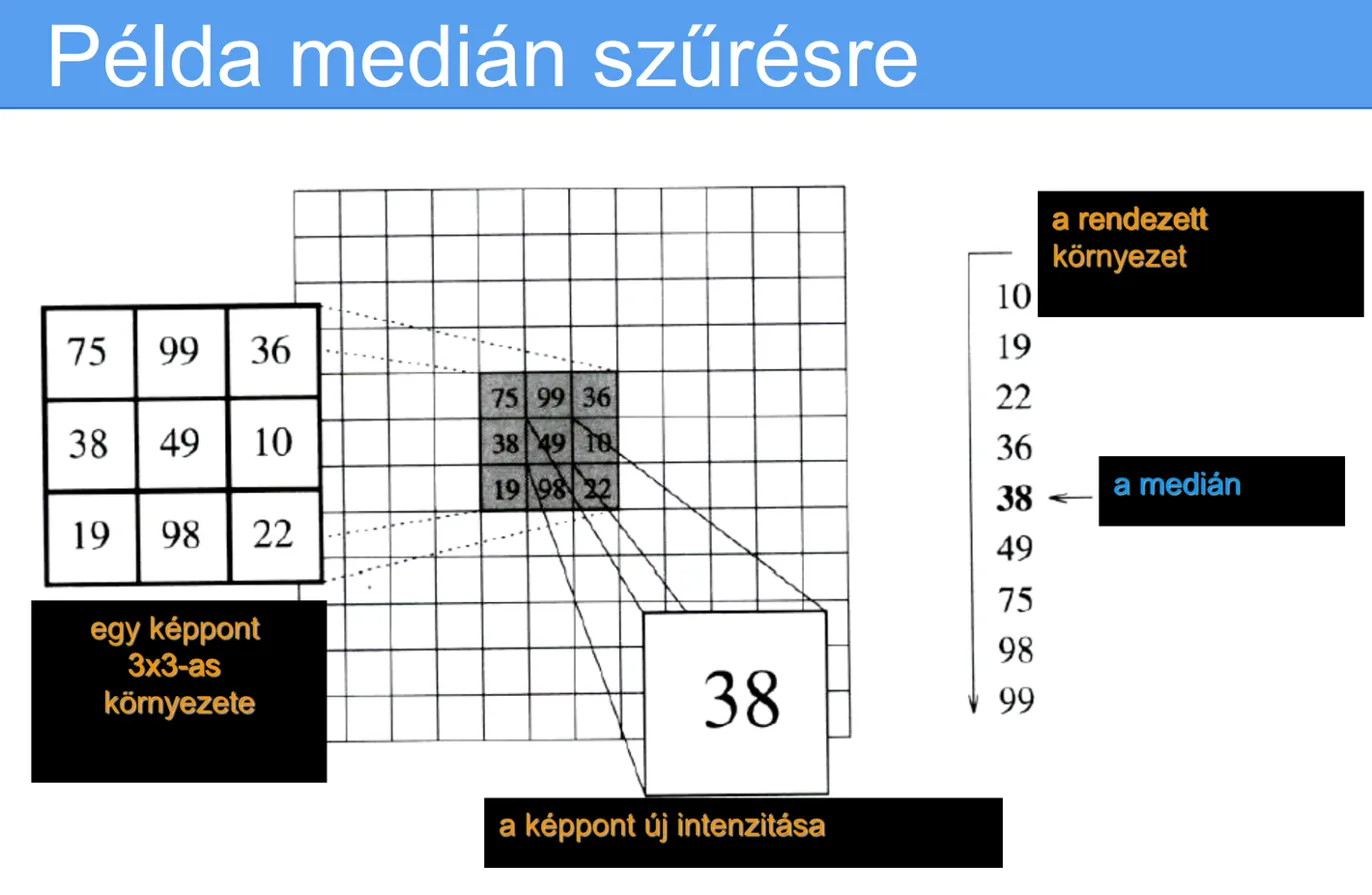 Példa medián szűrésre
75 99 36
38 49 10
19 98 22
egy képpont
3x3-as
környezete
75 99 36
38 49 10
19 98 22
38
a képpont új intenzitása
a rendezett
környezet
10
19
22
36
38
a medián
49
75
98
99